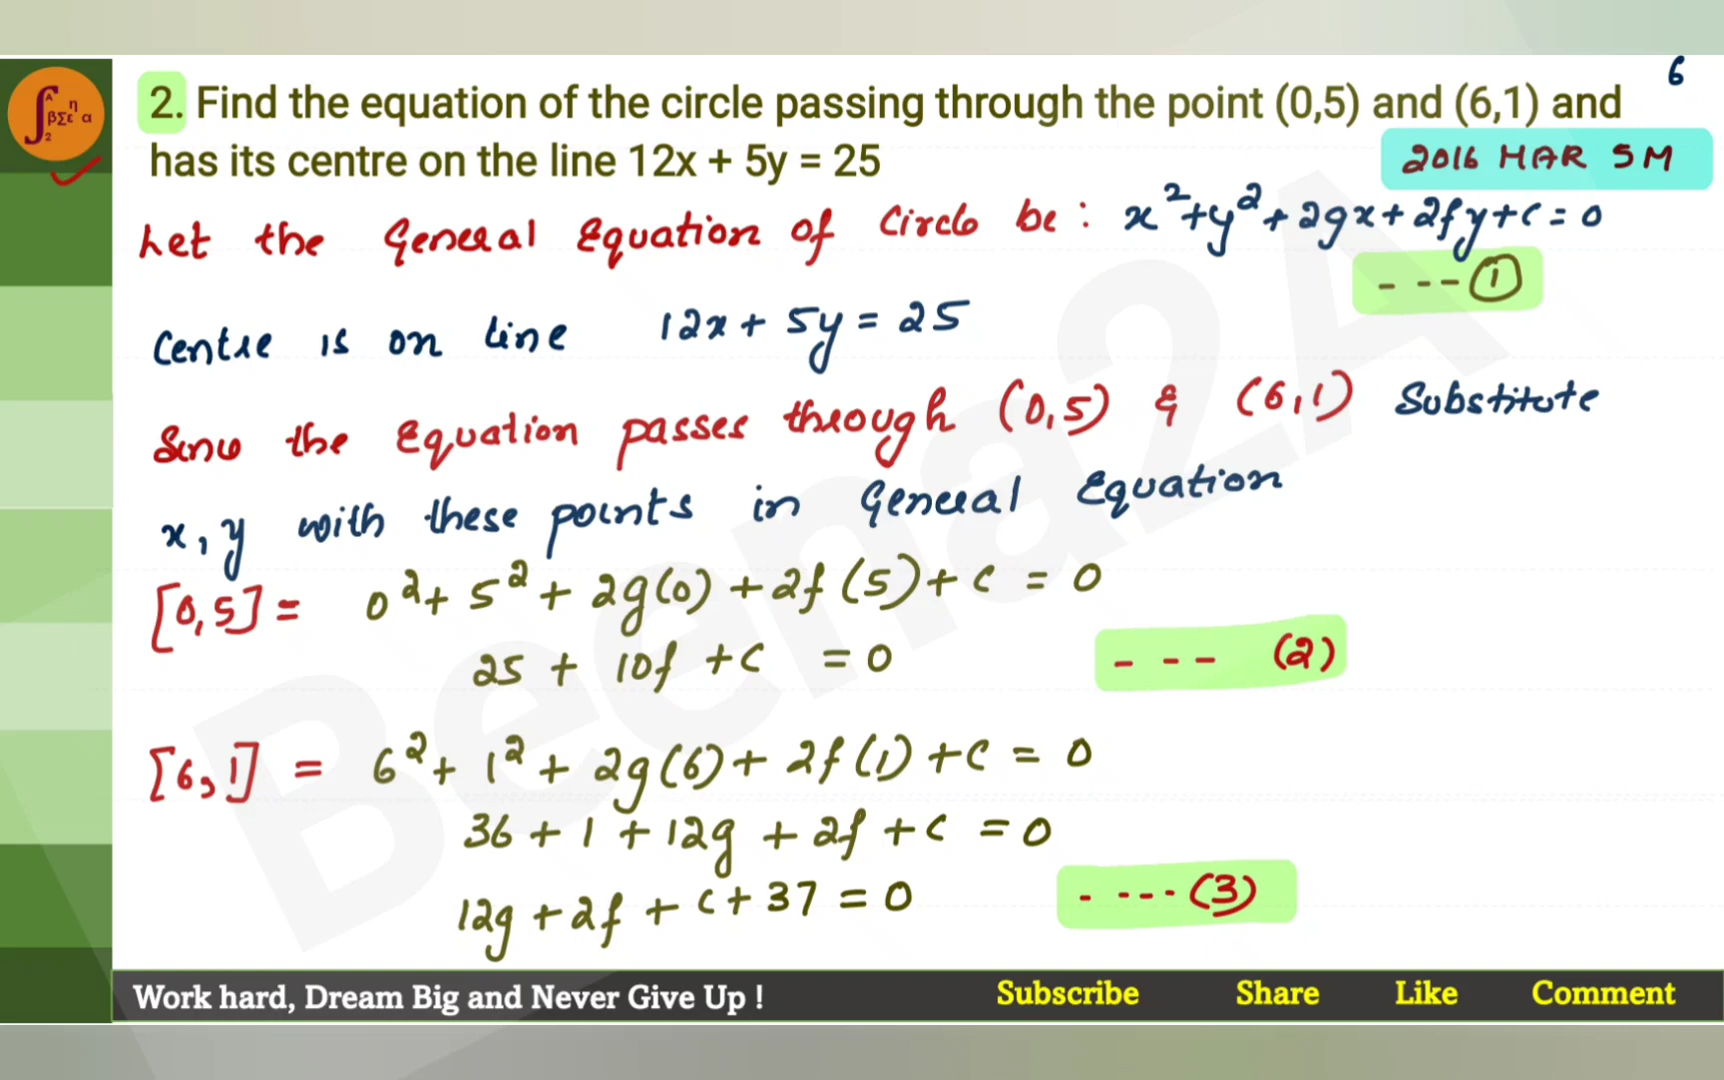 6
2. Find the equation of the circle passing through the point (0,5) and (6,1) and
has its centre on the line 12x + 5y = 25
2016 MAR 5M
Let the General Equation of Circle be : x²+y²+2gx+2fy+c=0
- - - ①
Centre is on line 12x + 5y = 25
Since the Equation passes through (0,5) & (6,1) Substitute
x, y with these points in General Equation
[0,5] = 0² + 5² + 2g(0) + 2f(5) + c = 0
25 + 10f + c = 0 - - - (2)
[6,1] = 6² + 1² + 2g(6) + 2f(1) + c = 0
36 + 1 + 12g + 2f + c = 0
12g + 2f + c + 37 = 0 - - - - (3)
Beena2A
Work hard, Dream Big and Never Give Up ! Subscribe Share Like Comment